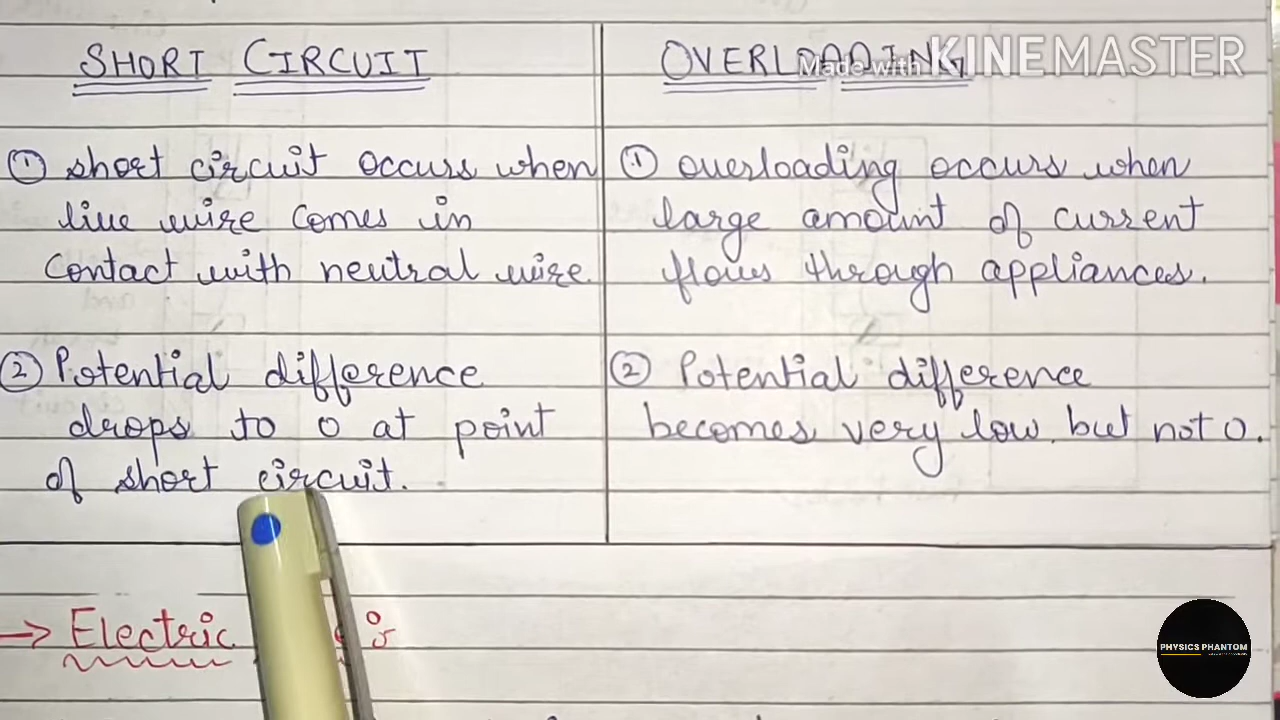 SHORT CIRCUIT
① short circuit occurs when
live wire comes in
contact with neutral wire.
② Potential difference
drops to 0 at point
of short circuit.
OVERLOADING
Made with KINEMASTER
① overloading occurs when
large amount of current
flows through appliances.
② Potential difference
becomes very low but not 0.
→ Electric
PHYSICS PHANTOM